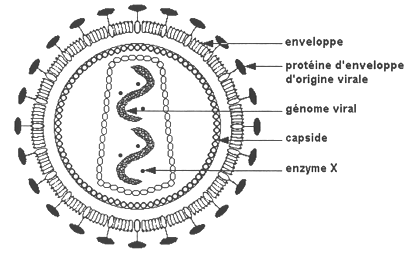 enveloppe
protéine d'enveloppe
d'origine virale
génome viral
capside
enzyme X